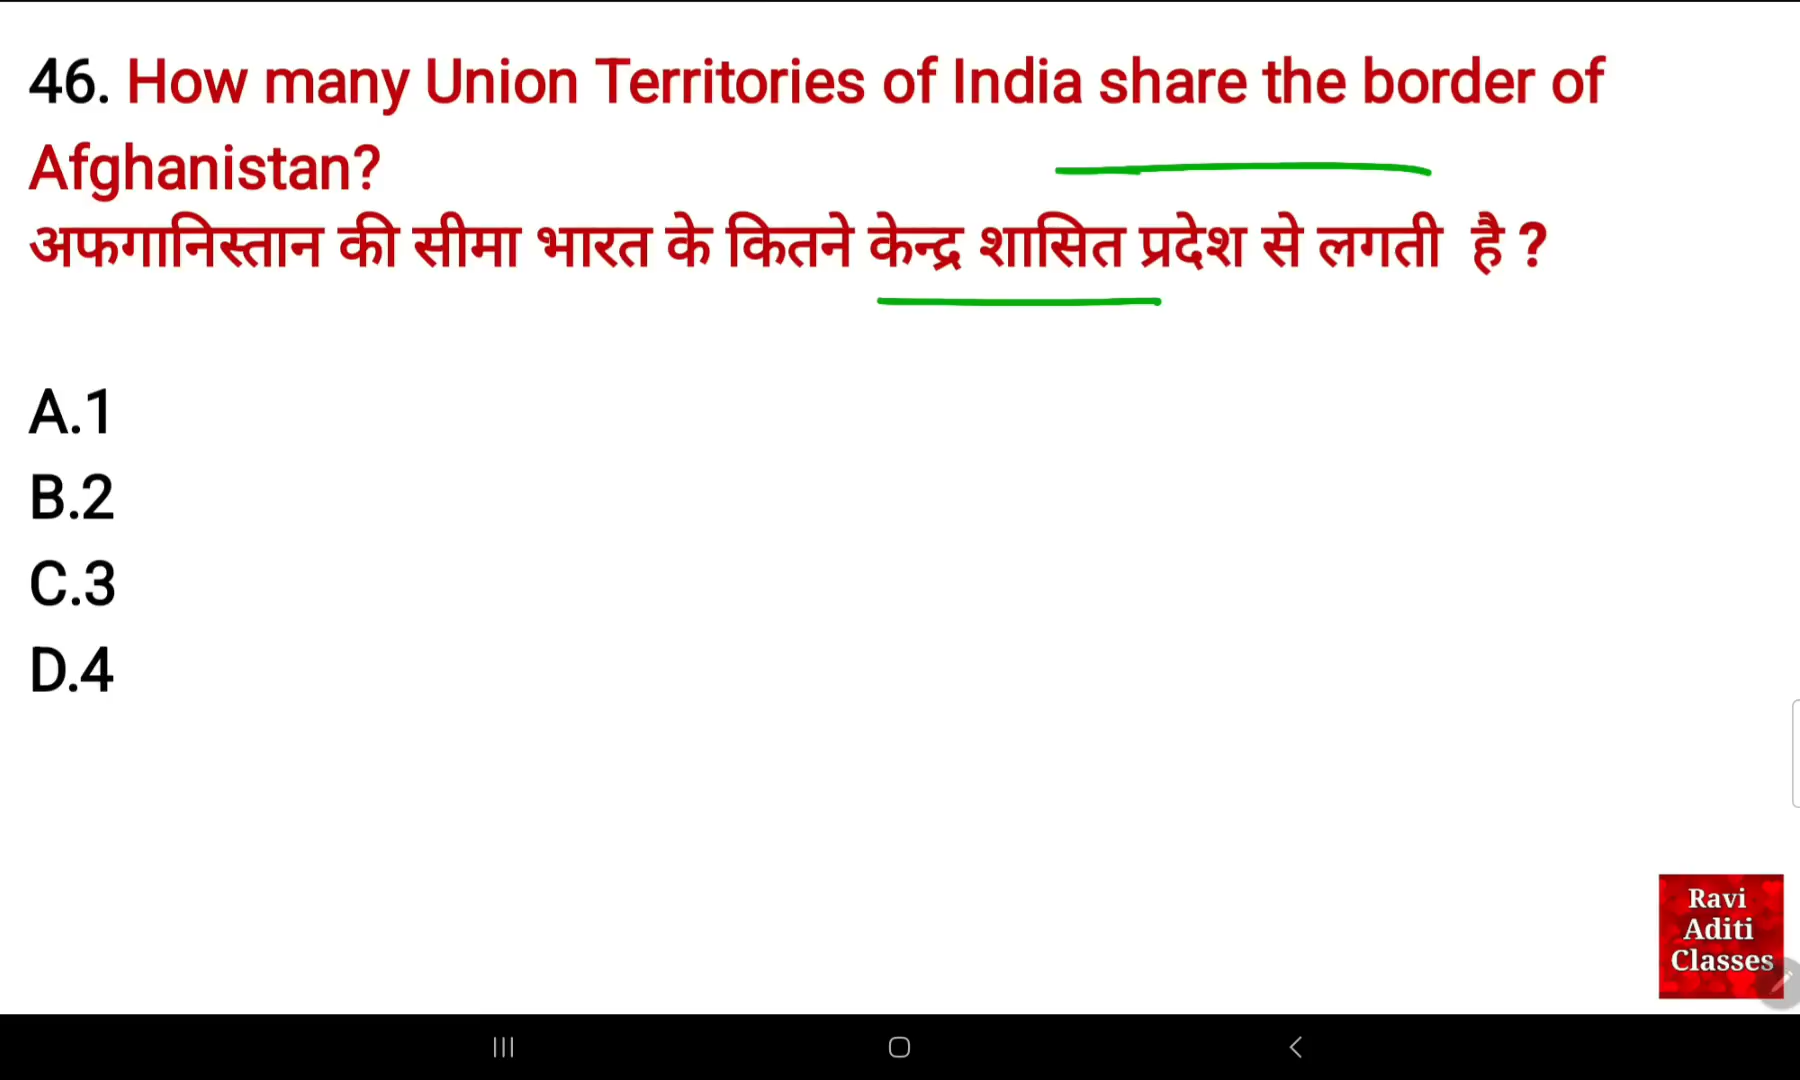 46. How many Union Territories of India share the border of
Afghanistan?
अफगानिस्तान की सीमा भारत के कितने केन्द्र शासित प्रदेश से लगती है ?
A.1
B.2
C.3
D.4
Ravi
Aditi
Classes